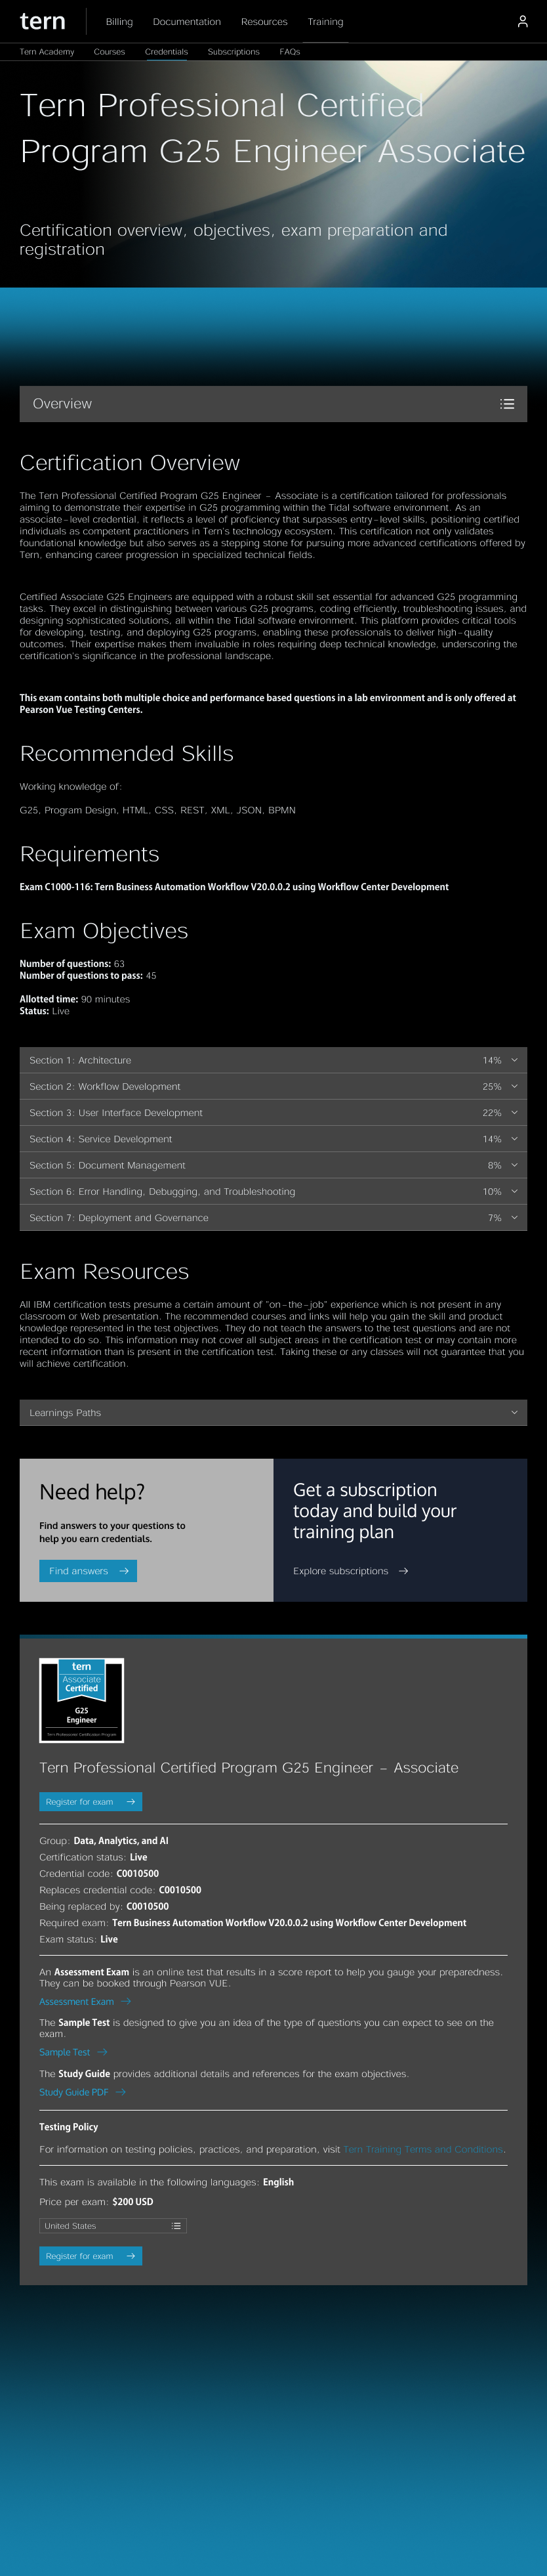 tern
Billing Documentation Resources Training
Tern Academy Courses Credentials Subscriptions FAQs
Tern Professional Certified
Program G25 Engineer Associate
Certification overview, objectives, exam preparation and
registration
Overview
Certification Overview
The Tern Professional Certified Program G25 Engineer – Associate is a certification tailored for professionals
aiming to demonstrate their expertise in G25 programming within the Tidal software environment. As an
associate-level credential, it reflects a level of proficiency that surpasses entry-level skills, positioning certified
individuals as competent practitioners in Tern's technology ecosystem. This certification not only validates
foundational knowledge but also serves as a stepping stone for pursuing more advanced certifications offered by
Tern, enhancing career progression in specialized technical fields.
Certified Associate G25 Engineers are equipped with a robust skill set essential for advanced G25 programming
tasks. They excel in distinguishing between various G25 programs, coding efficiently, troubleshooting issues, and
designing sophisticated solutions, all within the Tidal software environment. This platform provides critical tools
for developing, testing, and deploying G25 programs, enabling these professionals to deliver high-quality
outcomes. Their expertise makes them invaluable in roles requiring deep technical knowledge, underscoring the
certification's significance in the professional landscape.
This exam contains both multiple choice and performance based questions in a lab environment and is only offered at
Pearson Vue Testing Centers.
Recommended Skills
Working knowledge of:
G25, Program Design, HTML, CSS, REST, XML, JSON, BPMN
Requirements
Exam C1000-116: Tern Business Automation Workflow V20.0.0.2 using Workflow Center Development
Exam Objectives
Number of questions: 63
Number of questions to pass: 45
Allotted time: 90 minutes
Status: Live
Section 1: Architecture 14%
Section 2: Workflow Development 25%
Section 3: User Interface Development 22%
Section 4: Service Development 14%
Section 5: Document Management 8%
Section 6: Error Handling, Debugging, and Troubleshooting 10%
Section 7: Deployment and Governance 7%
Exam Resources
All IBM certification tests presume a certain amount of "on-the-job" experience which is not present in any
classroom or Web presentation. The recommended courses and links will help you gain the skill and product
knowledge represented in the test objectives. They do not teach the answers to the test questions and are not
intended to do so. This information may not cover all subject areas in the certification test or may contain more
recent information than is present in the certification test. Taking these or any classes will not guarantee that you
will achieve certification.
Learnings Paths
Need help?
Find answers to your questions to
help you earn credentials.
Find answers
Get a subscription
today and build your
training plan
Explore subscriptions
tern
Associate
Certified
G25
Engineer
Tern Professional Certification Program
Tern Professional Certified Program G25 Engineer – Associate
Register for exam
Group: Data, Analytics, and AI
Certification status: Live
Credential code: C0010500
Replaces credential code: C0010500
Being replaced by: C0010500
Required exam: Tern Business Automation Workflow V20.0.0.2 using Workflow Center Development
Exam status: Live
An Assessment Exam is an online test that results in a score report to help you gauge your preparedness.
They can be booked through Pearson VUE.
Assessment Exam
The Sample Test is designed to give you an idea of the type of questions you can expect to see on the
exam.
Sample Test
The Study Guide provides additional details and references for the exam objectives.
Study Guide PDF
Testing Policy
For information on testing policies, practices, and preparation, visit Tern Training Terms and Conditions.
This exam is available in the following languages: English
Price per exam: $200 USD
United States
Register for exam